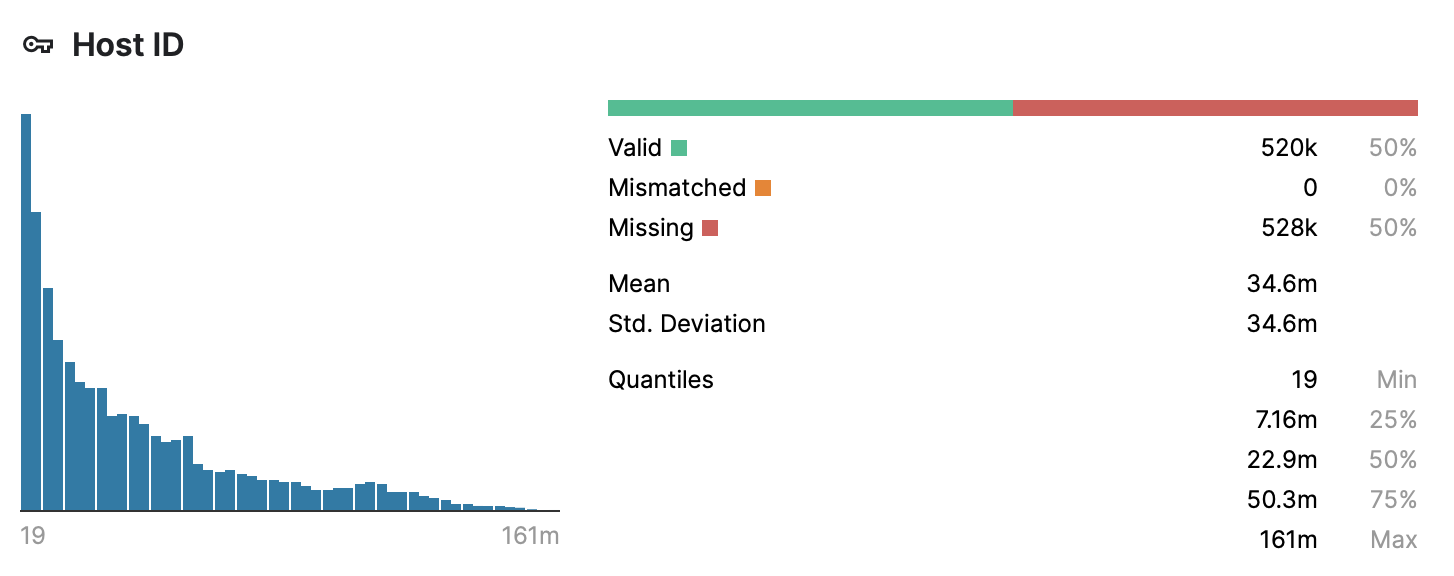 Host ID
19 161m
Valid 520k 50%
Mismatched 0 0%
Missing 528k 50%
Mean 34.6m
Std. Deviation 34.6m
Quantiles 19 Min
7.16m 25%
22.9m 50%
50.3m 75%
161m Max